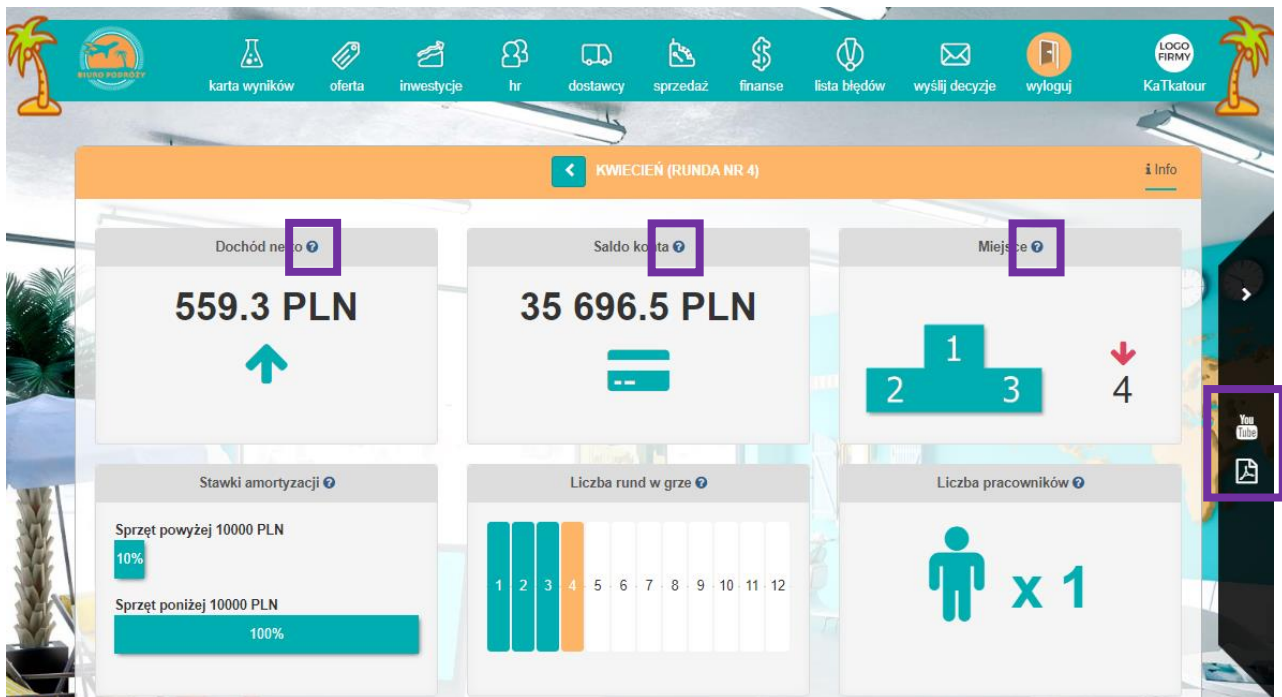 BIURO PODRÓŻY
karta wyników
oferta
inwestycje
hr
dostawcy
sprzedaż
finanse
lista błędów
wyślij decyzje
wyloguj
LOGO
FIRMY
KaTkatour
KWIECIEŃ (RUNDA NR 4)
i Info
Dochód netto
559.3 PLN
Saldo konta
35 696.5 PLN
Miejsce
1
2 3
4
You
Tube
Stawki amortyzacji
Sprzęt powyżej 10000 PLN
10%
Sprzęt poniżej 10000 PLN
100%
Liczba rund w grze
1 2 3 4 5 6 7 8 9 10 11 12
Liczba pracowników
x 1